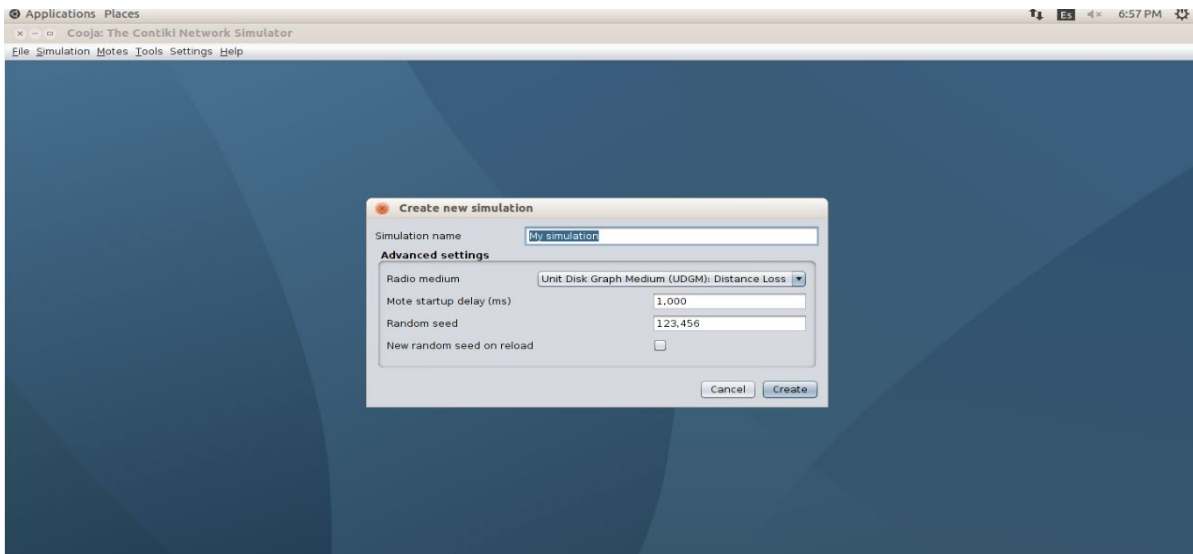 Applications Places
Es 6:57 PM
Cooja: The Contiki Network Simulator
File Simulation Motes Tools Settings Help
Create new simulation
Simulation name My simulation
Advanced settings
Radio medium Unit Disk Graph Medium (UDGM): Distance Loss
Mote startup delay (ms) 1,000
Random seed 123,456
New random seed on reload
Cancel Create